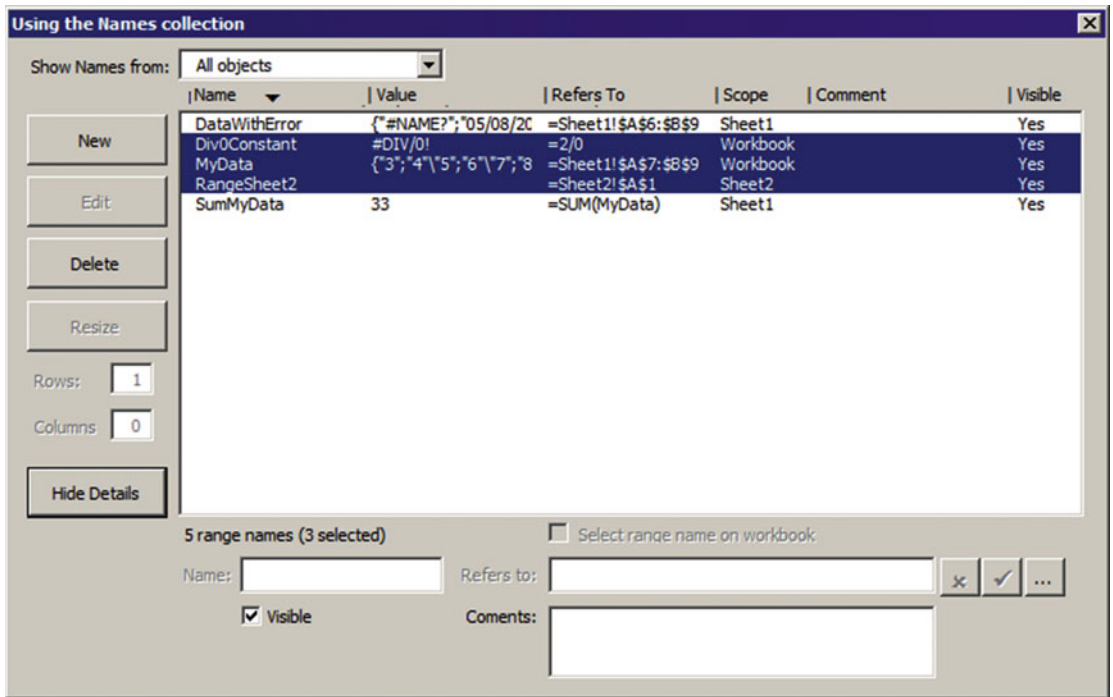 Using the Names collection
Show Names from: All objects
Name Value Refers To Scope Comment Visible
DataWithError {"#NAME?";"05/08/20 =Sheet1!$A$6:$B$9 Sheet1 Yes
Div0Constant #DIV/0! =2/0 Workbook Yes
MyData {"3";"4"\"5";"6"\"7";"8 =Sheet1!$A$7:$B$9 Workbook Yes
RangeSheet2 =Sheet2!$A$1 Sheet2 Yes
SumMyData 33 =SUM(MyData) Sheet1 Yes
New
Edit
Delete
Resize
Rows: 1
Columns 0
Hide Details
5 range names (3 selected) Select range name on workbook
Name: Refers to: ...
Visible Coments: